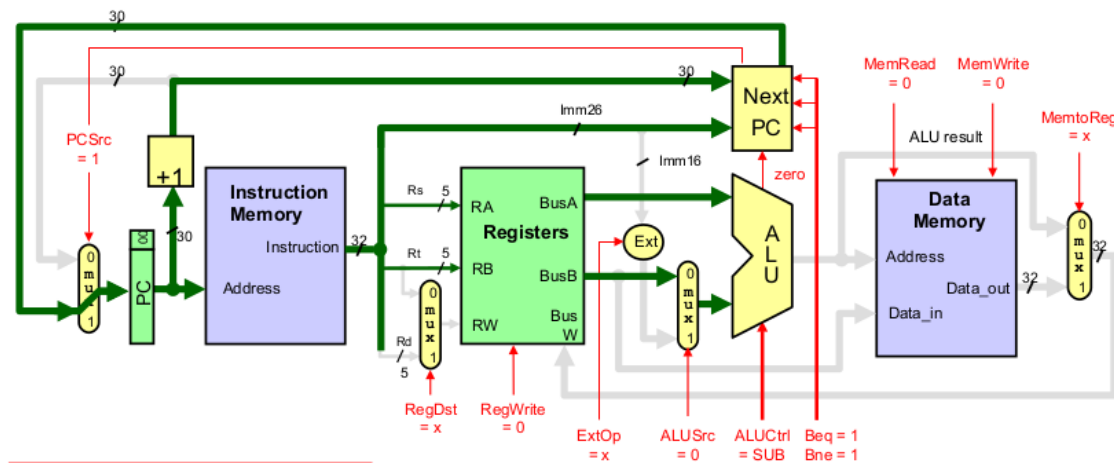 30
30
30
Next
PC
MemRead
= 0
MemWrite
= 0
PCSrc
= 1
Imm26
ALU result
MemtoReg
= x
+1
Imm16
zero
Instruction
Memory
Rs
5
RA
BusA
Data
Memory
00
30
Instruction
32
Registers
Ext
A
L
U
0
m
u
x
1
PC
Rt
5
RB
BusB
Address
0
m
u
x
1
32
0
m
u
x
1
Address
0
m
u
x
1
Data_out
32
RW
Bus
W
Data_in
Rd
5
RegDst
= x
RegWrite
= 0
ExtOp
= x
ALUSrc
= 0
ALUCtrl
= SUB
Beq = 1
Bne = 1